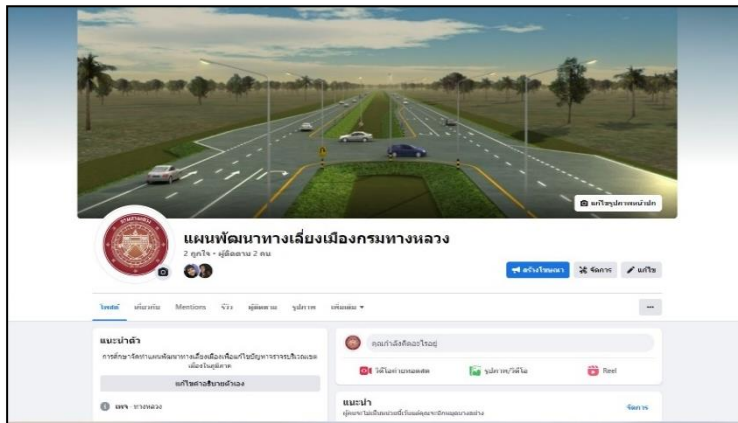 แก้ไขรูปภาพหน้าปก
กรมทางหลวง
แผนพัฒนาทางเลี่ยงเมืองกรมทางหลวง
2 ถูกใจ • ผู้ติดตาม 2 คน
สร้างโฆษณา
จัดการ
แก้ไข
โพสต์
เกี่ยวกับ
Mentions
รีวิว
ผู้ติดตาม
รูปภาพ
เพิ่มเติม
แนะนำตัว
การศึกษาจัดทำแผนพัฒนาทางเลี่ยงเมืองเพื่อแก้ไขปัญหาจราจรบริเวณเขต
เมืองในภูมิภาค
แก้ไขคำอธิบายตัวเอง
เพจ · ทางหลวง
คุณกำลังคิดอะไรอยู่
วิดีโอถ่ายทอดสด
รูปภาพ/วิดีโอ
Reel
แนะนำ
จัดการ